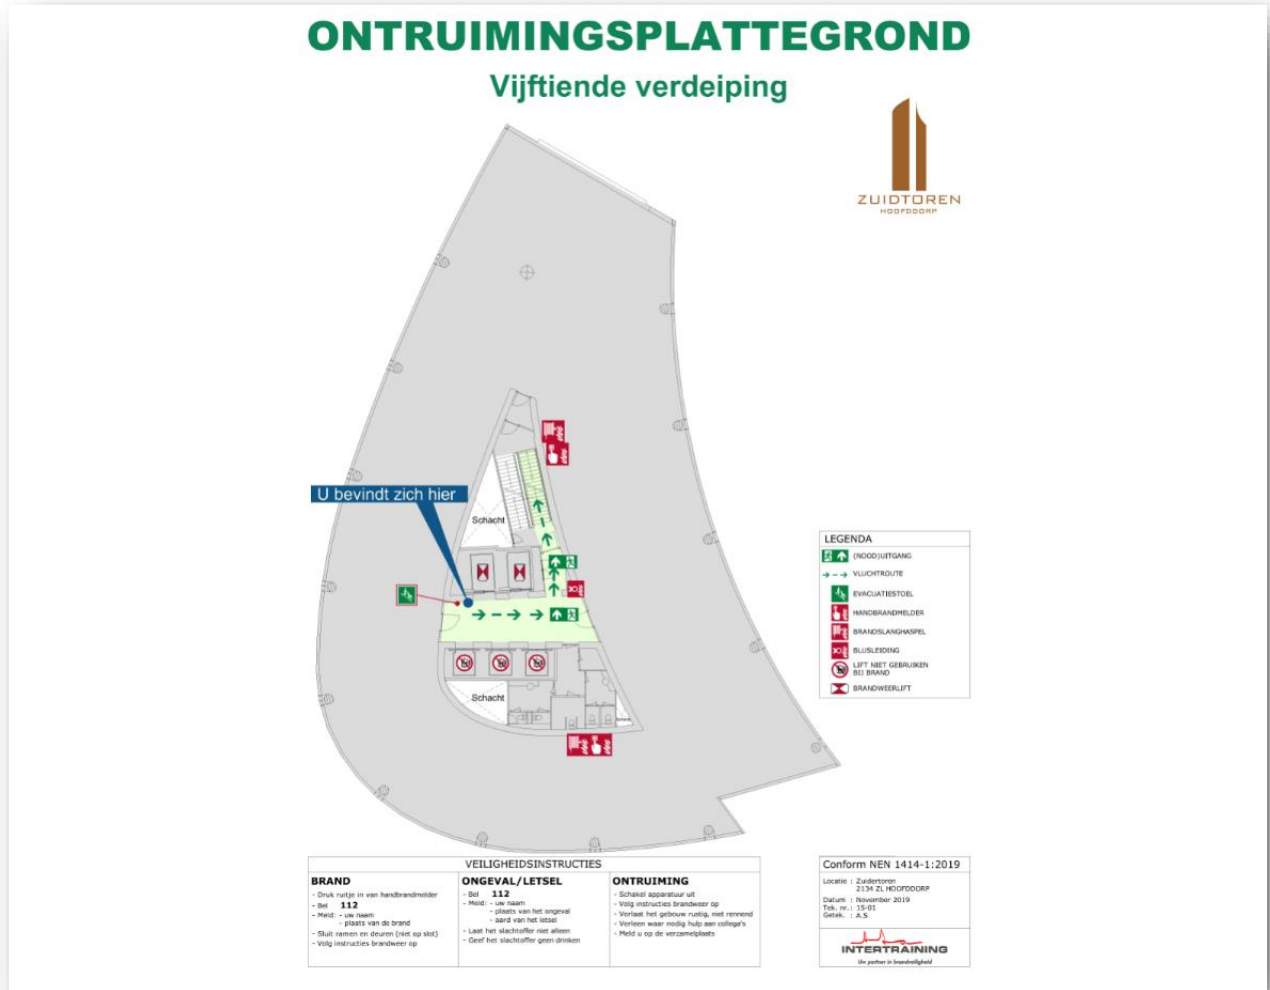 ONTRUIMINGSPLATTEGROND
Vijftiende verdeiping
ZUIDTOREN
HOOFDDORP
U bevindt zich hier
Schacht
Schacht
Schacht
LEGENDA
(NOOD)UITGANG
VLUCHTROUTE
EVACUATIESTOEL
HANDBRANDMELDER
BRANDSLANGHASPEL
BLUSLEIDING
LIFT NIET GEBRUIKEN
BIJ BRAND
BRANDWEERLIFT
VEILIGHEIDSINSTRUCTIES
BRAND
- Druk ruitje in van handbrandmelder
- Bel 112
- Meld: - uw naam
- plaats van de brand
- Sluit ramen en deuren (niet op slot)
- Volg instructies brandweer op
ONGEVAL/LETSEL
- Bel 112
- Meld: - uw naam
- plaats van het ongeval
- aard van het letsel
- Laat het slachtoffer niet alleen
- Geef het slachtoffer geen drinken
ONTRUIMING
- Schakel apparatuur uit
- Volg instructies brandweer op
- Verlaat het gebouw rustig, niet rennend
- Verleen waar nodig hulp aan collega's
- Meld u op de verzamelplaats
Conform NEN 1414-1:2019
Locatie : Zuidertoren
2134 ZL HOOFDDORP
Datum : November 2019
Tek. nr.: 15-01
Getek. : A.S
INTERTRAINING
Uw partner in brandveiligheid